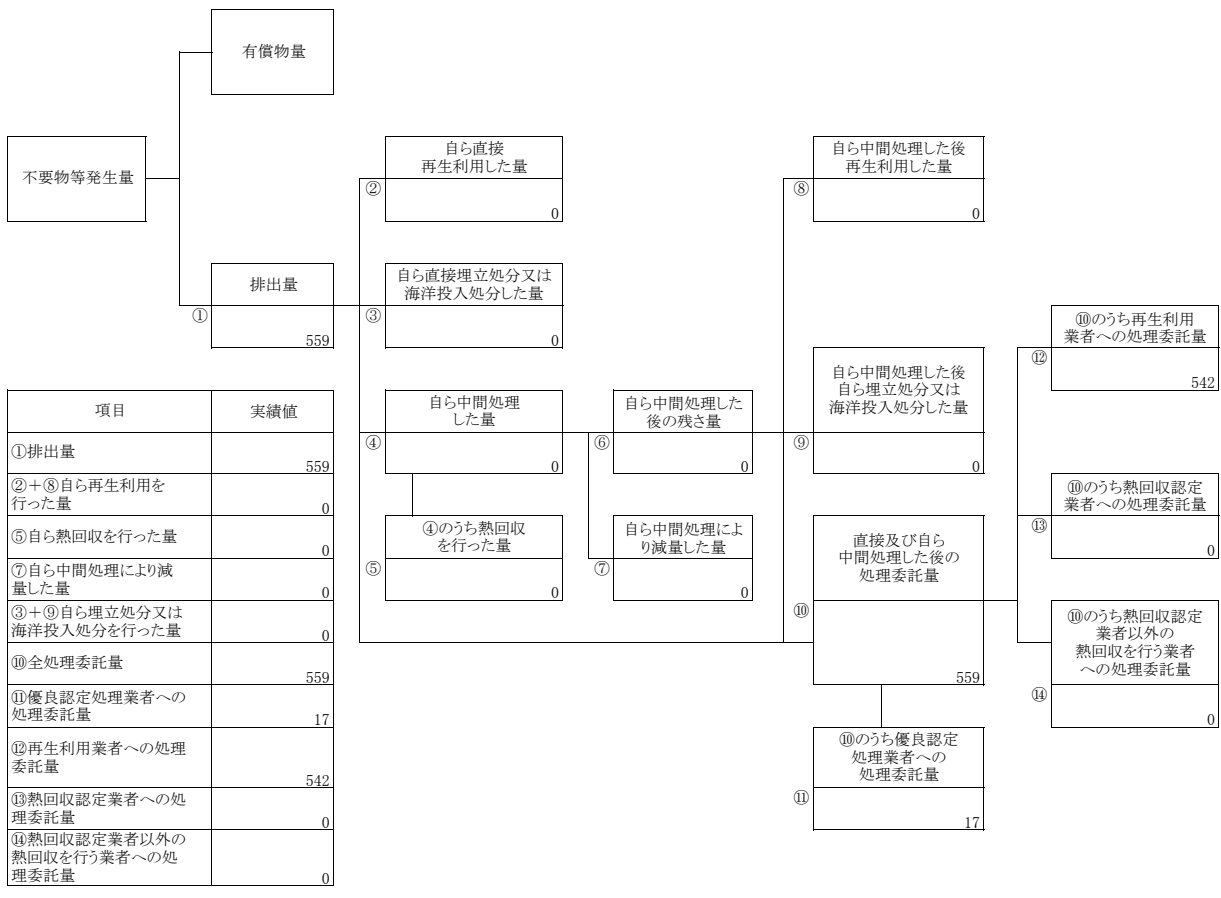 有償物量
不要物等発生量
排出量
①
559
自ら直接
再生利用した量
②
0
自ら直接埋立処分又は
海洋投入処分した量
③
0
自ら中間処理
した量
④
0
④のうち熱回収
を行った量
⑤
0
自ら中間処理した
後の残さ量
⑥
0
自ら中間処理によ
り減量した量
⑦
0
自ら中間処理した後
再生利用した量
⑧
0
自ら中間処理した後
自ら埋立処分又は
海洋投入処分した量
⑨
0
直接及び自ら
中間処理した後の
処理委託量
⑩
559
⑩のうち優良認定
処理業者への
処理委託量
⑪
17
⑩のうち再生利用
業者への処理委託量
⑫
542
⑩のうち熱回収認定
業者への処理委託量
⑬
0
⑩のうち熱回収認定
業者以外の
熱回収を行う業者
への処理委託量
⑭
0
項目 実績値
①排出量
559
②+⑧自ら再生利用を
行った量
0
⑤自ら熱回収を行った量
0
⑦自ら中間処理により減
量した量
0
③+⑨自ら埋立処分又は
海洋投入処分を行った量
0
⑩全処理委託量
559
⑪優良認定処理業者への
処理委託量
17
⑫再生利用業者への処理
委託量
542
⑬熱回収認定業者への処
理委託量
0
⑭熱回収認定業者以外の
熱回収を行う業者への処
理委託量
0